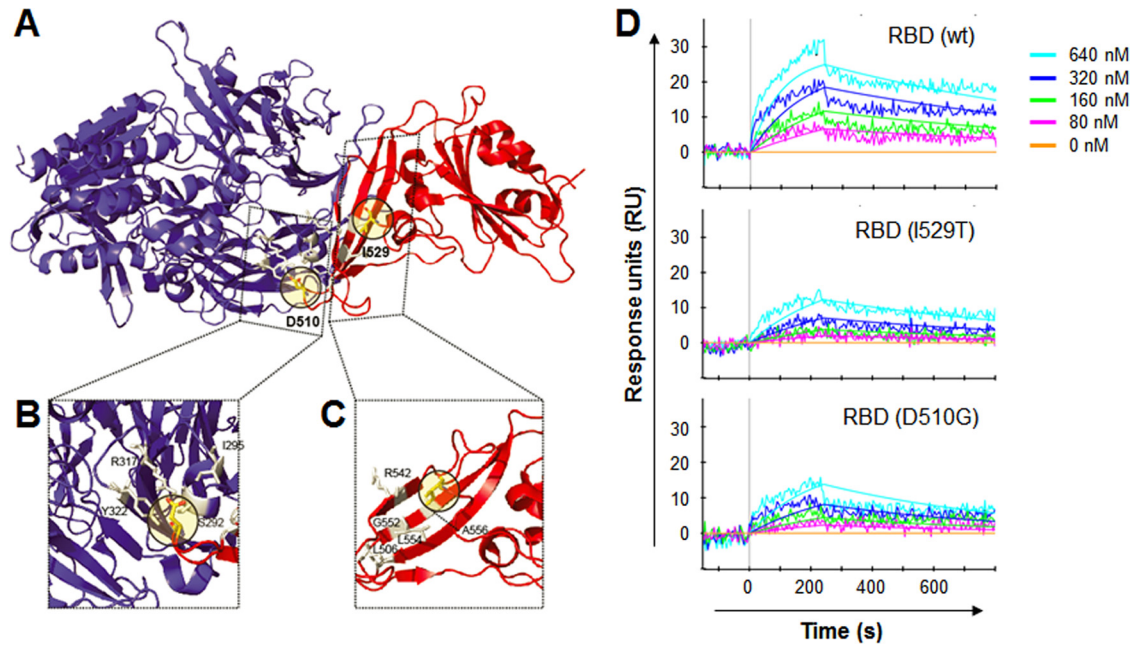 A
I529
D510
B
I295
R317
Y322
S292
C
R542
G552
L554
A556
L506
D
RBD (wt)
30
20
10
0
640 nM
320 nM
160 nM
80 nM
0 nM
RBD (I529T)
30
20
10
0
RBD (D510G)
30
20
10
0
Response units (RU)
0 200 400 600
Time (s)